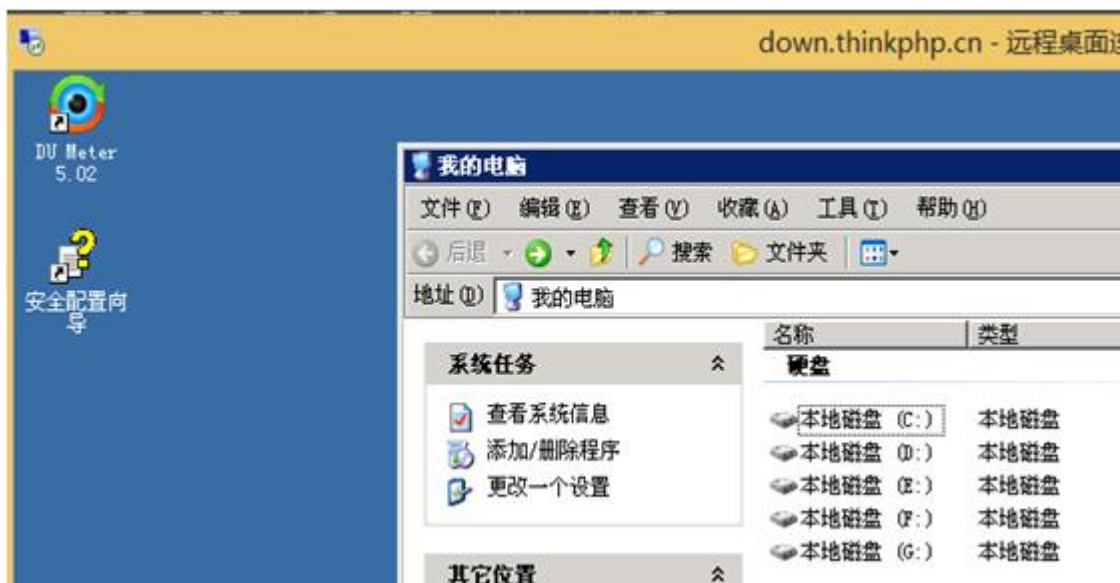 down.thinkphp.cn - 远程桌面连
DU Meter
5.02
安全配置向
导
我的电脑
文件(F) 编辑(E) 查看(V) 收藏(A) 工具(T) 帮助(H)
后退 搜索 文件夹
地址(D) 我的电脑
名称 类型
系统任务
硬盘
查看系统信息
添加/删除程序
更改一个设置
本地磁盘 (C:) 本地磁盘
本地磁盘 (D:) 本地磁盘
本地磁盘 (E:) 本地磁盘
本地磁盘 (F:) 本地磁盘
本地磁盘 (G:) 本地磁盘
其它位置